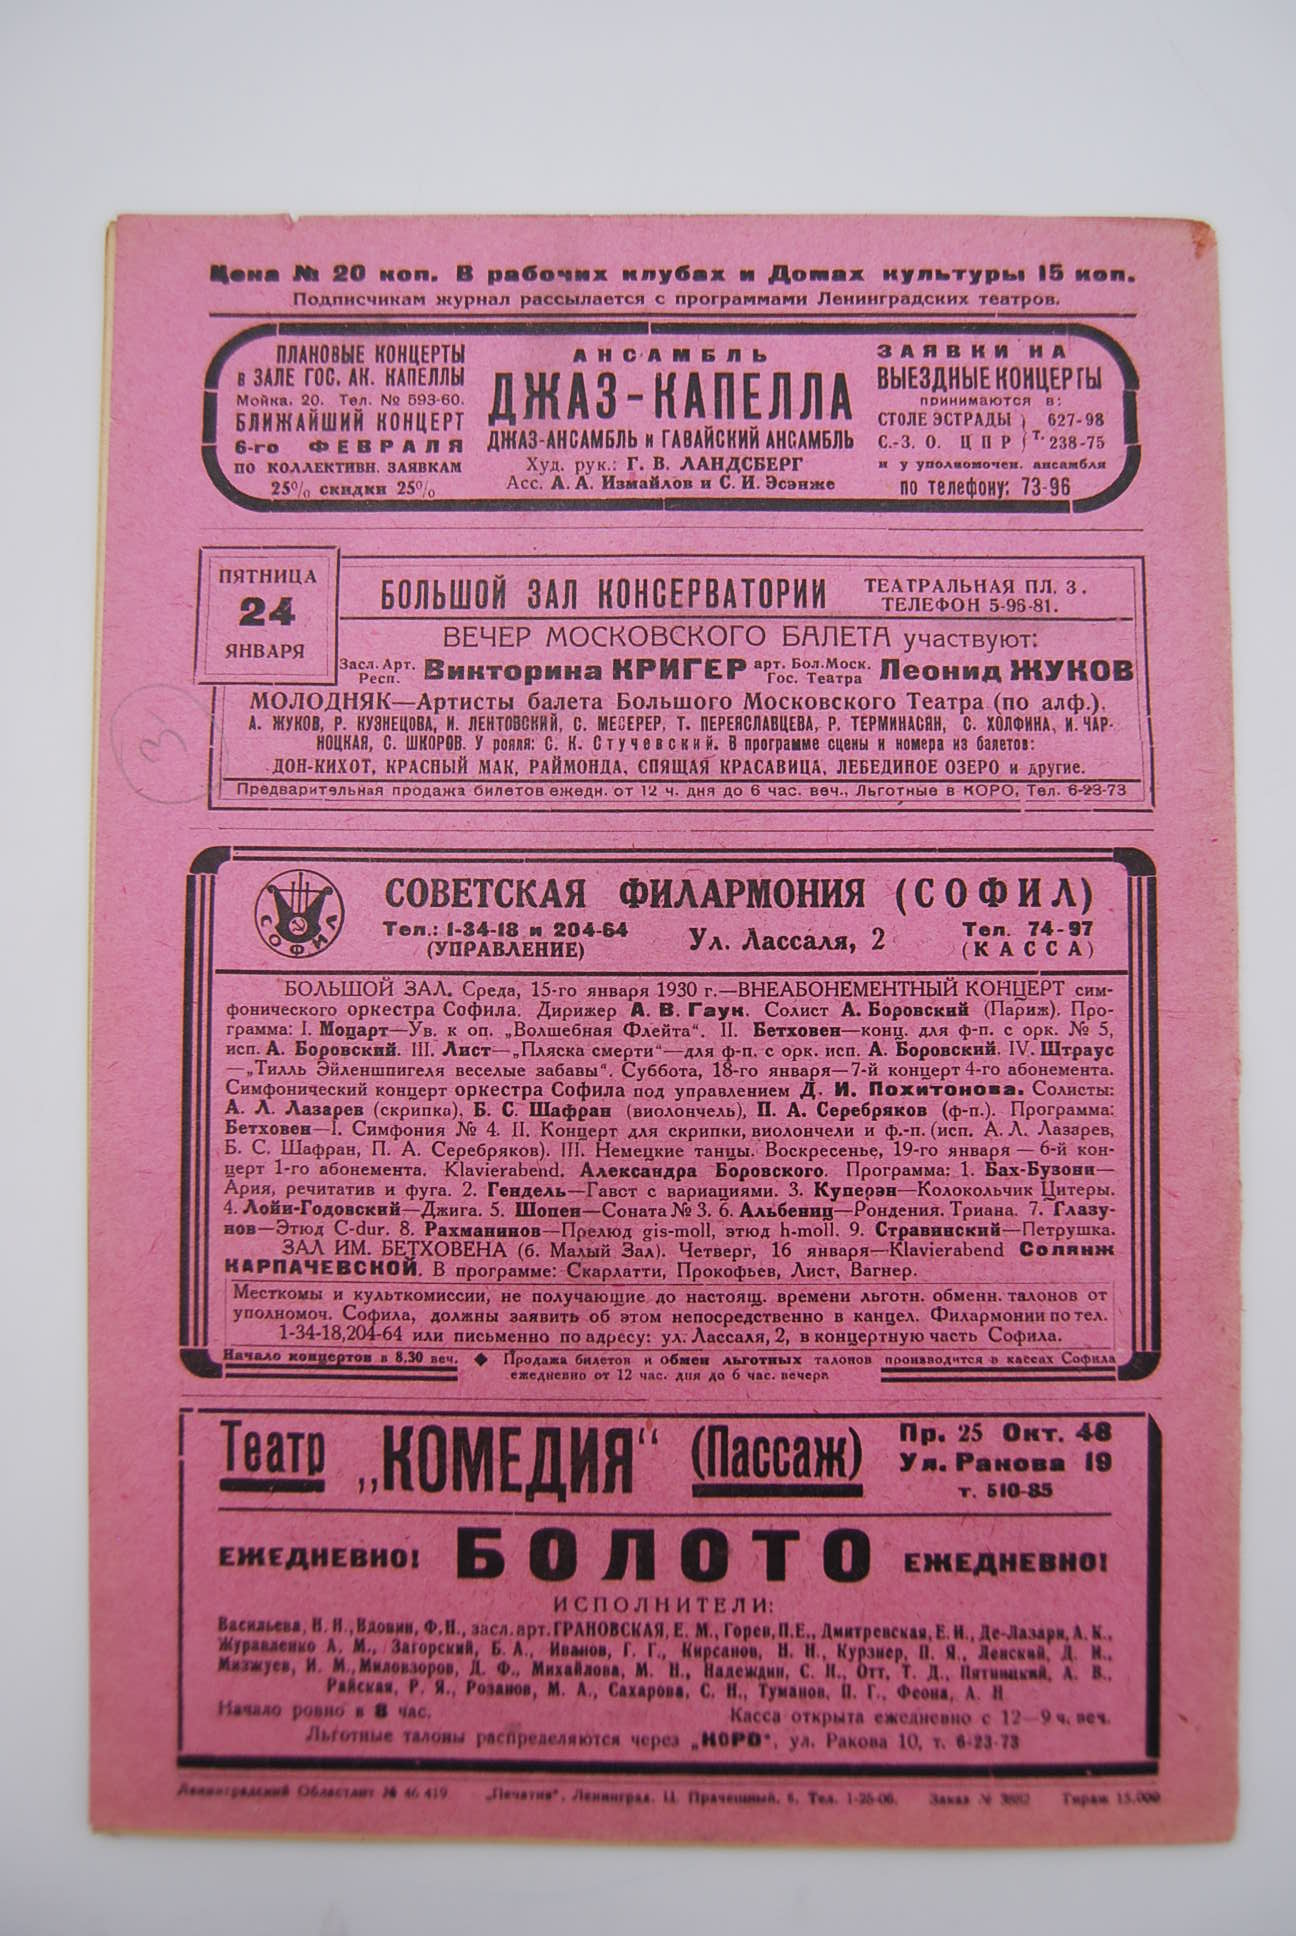 Цена № 20 коп. В рабочих клубах и Домах культуры 15 коп.
Подписчикам журнал рассылается с программами Ленинградских театров.
ПЛАНОВЫЕ КОНЦЕРТЫ
в ЗАЛЕ ГОС. АК. КАПЕЛЛЫ
Мойка, 20. Тел. № 593-60.
БЛИЖАЙШИЙ КОНЦЕРТ
6-го ФЕВРАЛЯ
ПО КОЛЛЕКТИВН. ЗАЯВКАМ
25% скидки 25%
АНСАМБЛЬ
ДЖАЗ-КАПЕЛЛА
ДЖАЗ-АНСАМБЛЬ и ГАВАЙСКИЙ АНСАМБЛЬ
Худ. рук.: Г. В. ЛАНДСБЕРГ
Асс. А. А. Измайлов и С. И. Эсэнже
ЗАЯВКИ НА
ВЫЕЗДНЫЕ КОНЦЕРТЫ
принимаются в:
СТОЛЕ ЭСТРАДЫ } 627-98
С.-З. О. ЦПР } т. 238-75
и у уполномочен. ансамбля
по телефону: 73-96
ПЯТНИЦА
24
ЯНВАРЯ
БОЛЬШОЙ ЗАЛ КОНСЕРВАТОРИИ
ТЕАТРАЛЬНАЯ ПЛ. 3.
ТЕЛЕФОН 5-96-81.
ВЕЧЕР МОСКОВСКОГО БАЛЕТА участвуют:
Засл. Арт. Респ. Викторина КРИГЕР арт. Бол. Моск. Гос. Театра Леонид ЖУКОВ
МОЛОДНЯК—Артисты балета Большого Московского Театра (по алф.).
А. ЖУКОВ, Р. КУЗНЕЦОВА, И. ЛЕНТОВСКИЙ, С. МЕСЕРЕР, Т. ПЕРЕЯСЛАВЦЕВА, Р. ТЕРМИНАСЯН, С. ХОЛФИНА, И. ЧАР-
НОЦКАЯ, С. ШКОРОВ. У рояля: С. К. Стучевский. В программе сцены и номера из балетов:
ДОН-КИХОТ, КРАСНЫЙ МАК, РАЙМОНДА, СПЯЩАЯ КРАСАВИЦА, ЛЕБЕДИНОЕ ОЗЕРО и другие.
Предварительная продажа билетов ежедн. от 12 ч. дня до 6 час. веч., Льготные в КОРО, Тел. 6-23-73
СОФИЛ
СОВЕТСКАЯ ФИЛАРМОНИЯ (СОФИЛ)
Тел.: 1-34-18 и 204-64
(УПРАВЛЕНИЕ)
Ул. Лассаля, 2
Тел. 74-97
(КАССА)
БОЛЬШОЙ ЗАЛ. Среда, 15-го января 1930 г.—ВНЕАБОНЕМЕНТНЫЙ КОНЦЕРТ сим-
фонического оркестра Софила. Дирижер А. В. Гаук. Солист А. Боровский (Париж). Про-
грамма: I. Моцарт—Ув. к оп. „Волшебная Флейта“. II. Бетховен—конц. для ф-п. с орк. № 5,
исп. А. Боровский. III. Лист—„Пляска смерти“—для ф-п. с орк. исп. А. Боровский. IV. Штраус
—„Тилль Эйленшпигеля веселые забавы“. Суббота, 18-го января—7-й концерт 4-го абонемента.
Симфонический концерт оркестра Софила под управлением Д. И. Похитонова. Солисты:
А. Л. Лазарев (скрипка), Б. С. Шафран (виолончель), П. А. Серебряков (ф-п.). Программа:
Бетховен—I. Симфония № 4. II. Концерт для скрипки, виолончели и ф.-п. (исп. А. Л. Лазарев,
Б. С. Шафран, П. А. Серебряков). III. Немецкие танцы. Воскресенье, 19-го января — 6-й кон-
церт 1-го абонемента. Klavierabend. Александра Боровского. Программа: 1. Бах-Бузони—
Ария, речитатив и фуга. 2. Гендель—Гавот с вариациями. 3. Куперэн—Колокольчик Цитеры.
4. Лойи-Годовский—Джига. 5. Шопен—Соната № 3. 6. Альбениц—Рондения. Триана. 7. Глазу-
нов—Этюд C-dur. 8. Рахманинов—Прелюд gis-moll, этюд h-moll. 9. Стравинский—Петрушка.
ЗАЛ ИМ. БЕТХОВЕНА (б. Малый Зал). Четверг, 16 января—Klavierabend Солянж
КАРПАЧЕВСКОЙ. В программе: Скарлатти, Прокофьев, Лист, Вагнер.
Месткомы и культкомиссии, не получающие до настоящ. времени льготн. обменн. талонов от
уполномоч. Софила, должны заявить об этом непосредственно в канцел. Филармонии по тел.
1-34-18, 204-64 или письменно по адресу: ул. Лассаля, 2, в концертную часть Софила.
Начало концертов в 8,30 веч. ◆ Продажа билетов и обмен льготных талонов производится в кассах Софила
ежедневно от 12 час. дня до 6 час. вечера
Театр „КОМЕДИЯ“ (Пассаж)
Пр. 25 Окт. 48
Ул. Ракова 19
т. 510-85
ЕЖЕДНЕВНО! БОЛОТО ЕЖЕДНЕВНО!
ИСПОЛНИТЕЛИ:
Васильева, Н. Н., Вдовин, Ф. Н., засл. арт. ГРАНОВСКАЯ, Е. М., Горев, П. Е., Дмитревская, Е. И., Де-Лазари, А. К.,
Журавленко А. М., Загорский, Б. А., Иванов, Г. Г., Кирсанов, Н. Н., Курзнер, П. Я., Ленский, Д. И.,
Мизжуев, И. М., Миловзоров, Д. Ф., Михайлова, М. Н., Надеждин, С. Н., Отт, Т. Д., Пятницкий, А. В.,
Райская, Р. Я., Розанов, М. А., Сахарова, С. Н., Туманов, П. Г., Феона, А. Н
Начало ровно в 8 час.
Касса открыта ежедневно с 12—9 ч. веч.
Льготные талоны распределяются через „КОРО“, ул. Ракова 10, т. 6-23-73
Ленинградский Областлит № 46.419 „Печатня“, Ленинград, Ц. Прачешный, 6, Тел. 1-25-06. Заказ № 3882 Тираж 15.000